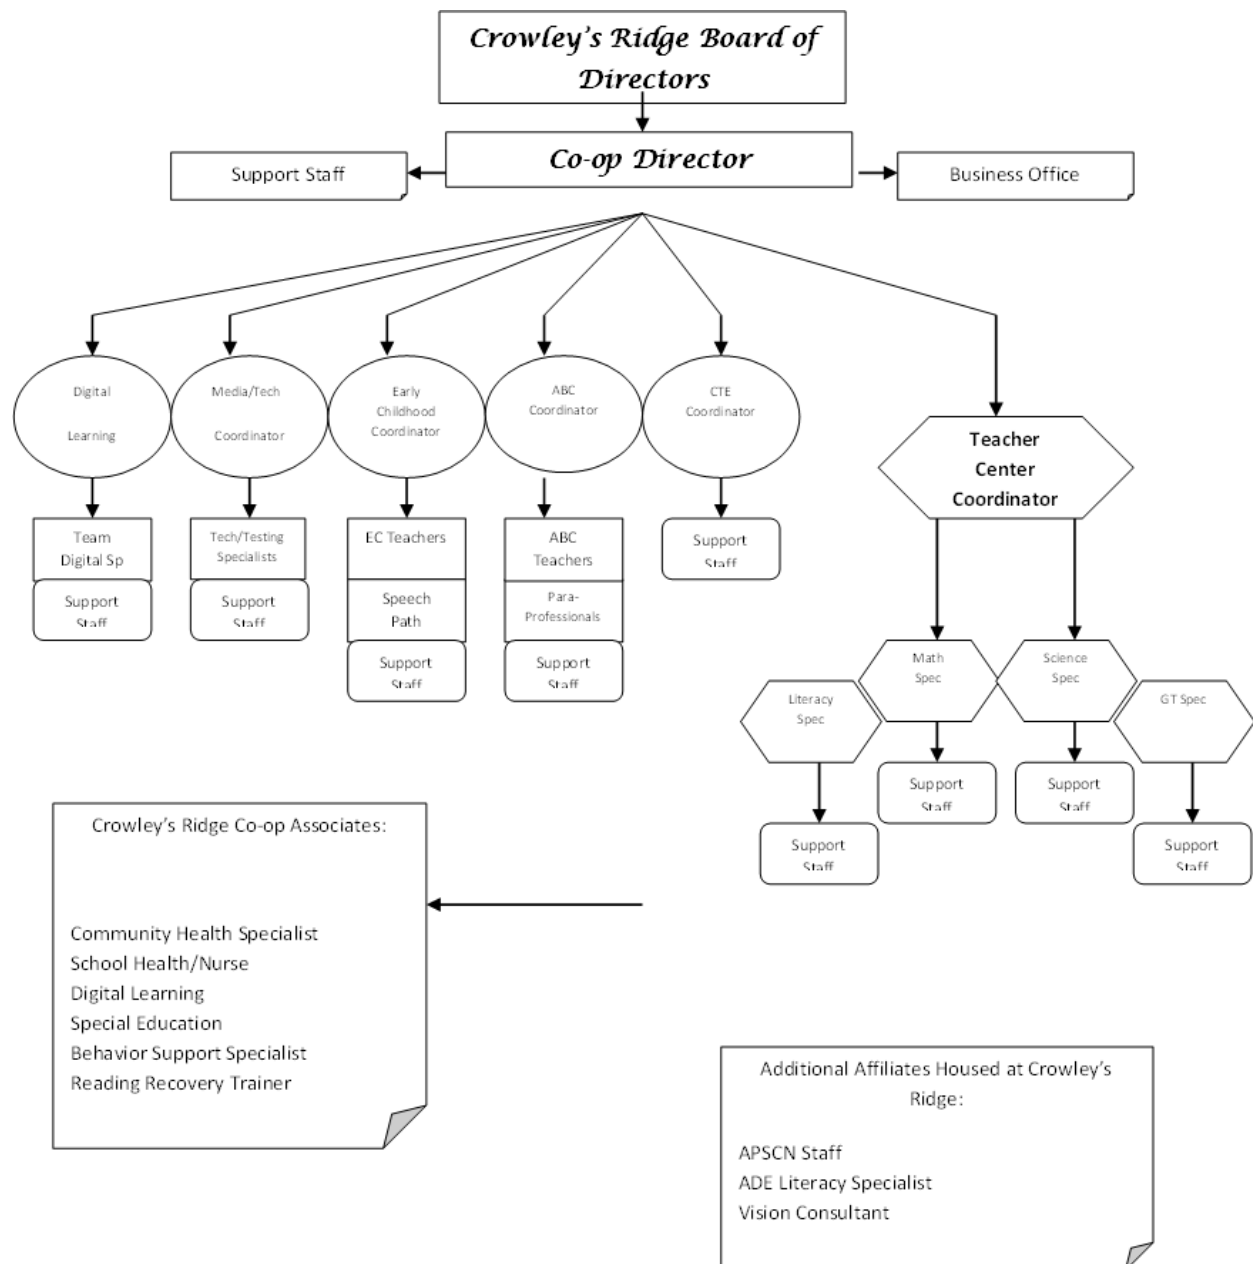 Crowley's Ridge Board of
Directors
Co-op Director
Support Staff
Business Office
Digital
Learning
Media/Tech
Coordinator
Early
Childhood
Coordinator
ABC
Coordinator
CTE
Coordinator
Teacher
Center
Coordinator
Team
Digital Sp
Support
Staff
Tech/Testing
Specialists
Support
Staff
EC Teachers
Speech
Path
Support
Staff
ABC
Teachers
Para-
Professionals
Support
Staff
Support
Staff
Literacy
Spec
Math
Spec
Science
Spec
GT Spec
Support
Staff
Support
Staff
Support
Staff
Support
Staff
Crowley's Ridge Co-op Associates:
Community Health Specialist
School Health/Nurse
Digital Learning
Special Education
Behavior Support Specialist
Reading Recovery Trainer
Additional Affiliates Housed at Crowley's
Ridge:
APSCN Staff
ADE Literacy Specialist
Vision Consultant